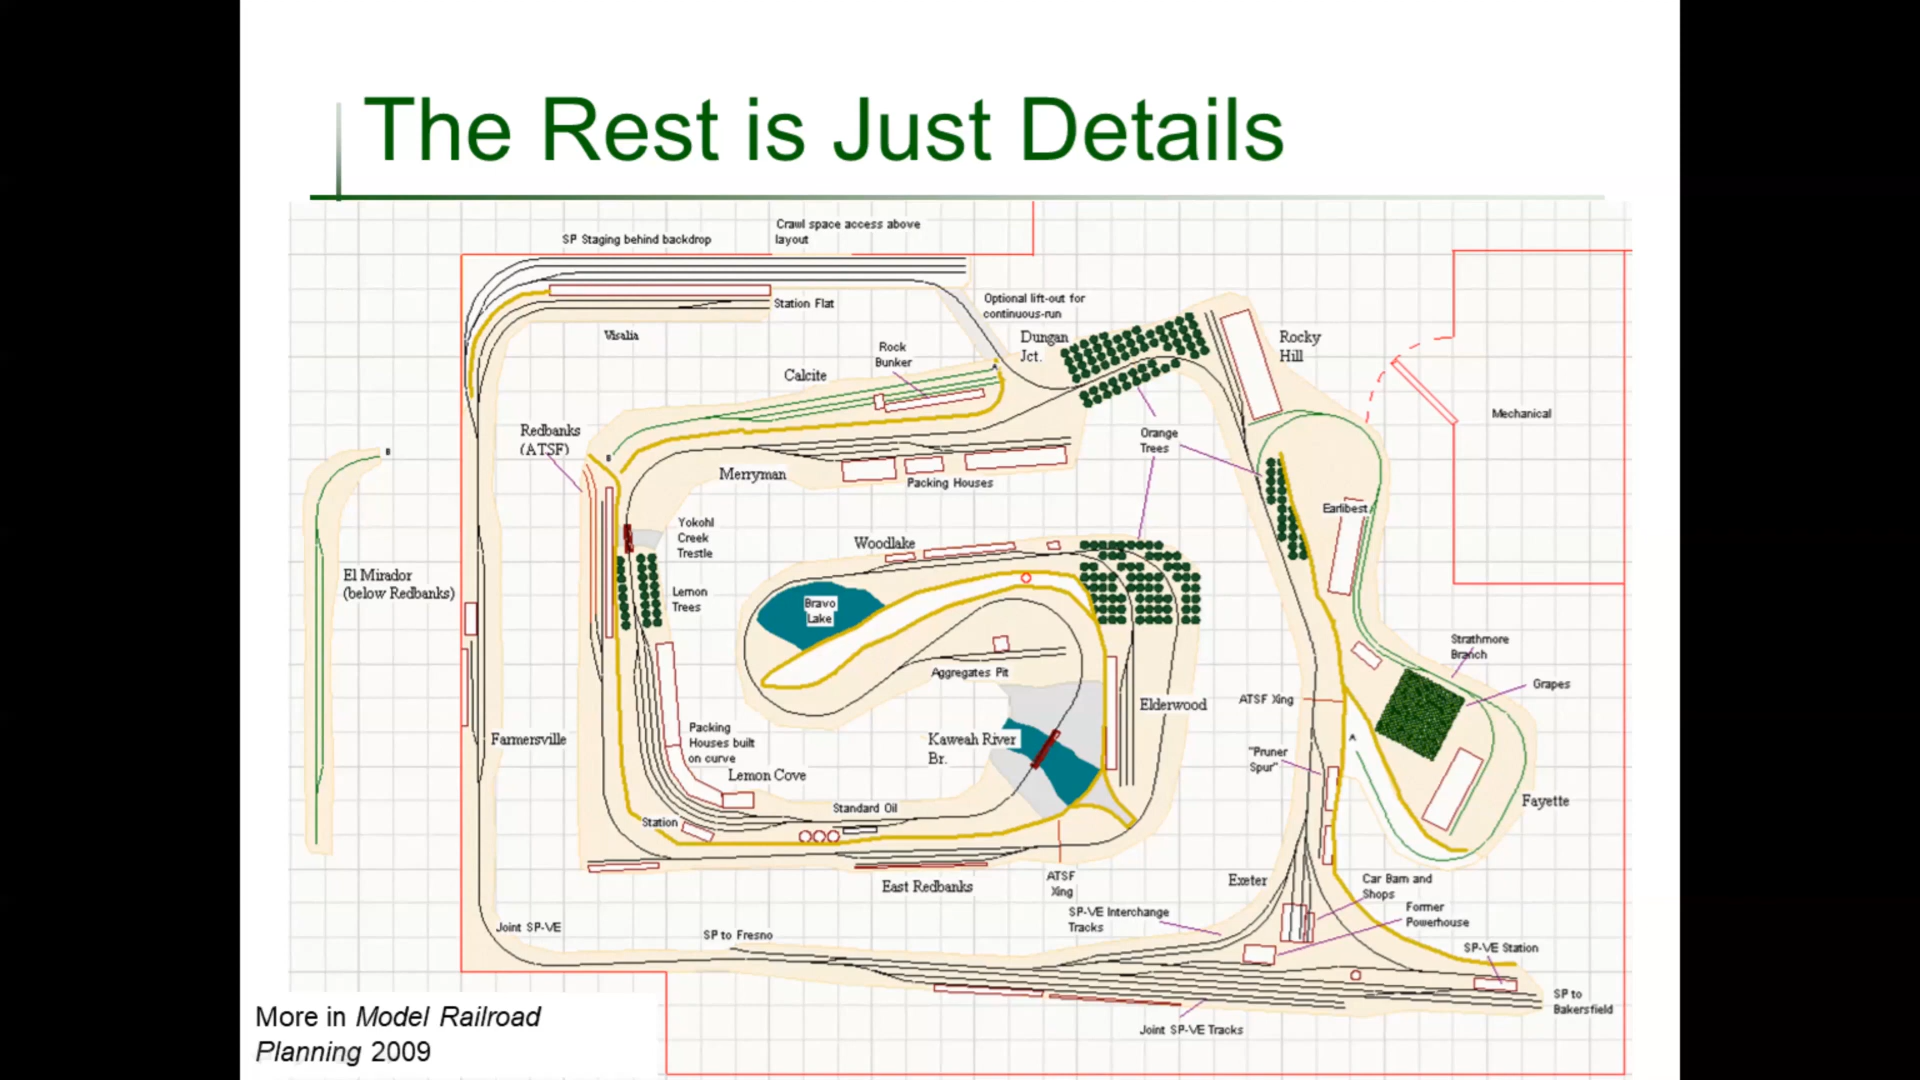 The Rest is Just Details
Crawl space access above
layout
SP Staging behind backdrop
Optional lift-out for
continuous-run
Station Flat
Visalia
Dungan
Jct.
Rocky
Hill
Rock
Bunker
Calcite
A
Mechanical
Redbanks
(ATSF)
Orange
Trees
B
B
Merryman
Packing Houses
Earlibest
Yokohl
Creek
Trestle
Woodlake
El Mirador
(below Redbanks)
Lemon
Trees
Bravo
Lake
Strathmore
Branch
Aggregates Pit
Grapes
ATSF Xing
Elderwood
Packing
Houses built
on curve
Farmersville
Kaweah River
Br.
A
"Pruner
Spur"
Lemon Cove
Fayette
Standard Oil
Station
East Redbanks
ATSF
Xing
Exeter
Car Barn and
Shops
SP-VE Interchange
Tracks
Former
Powerhouse
Joint SP-VE
SP to Fresno
SP-VE Station
SP to
Bakersfield
Joint SP-VE Tracks
More in Model Railroad
Planning 2009